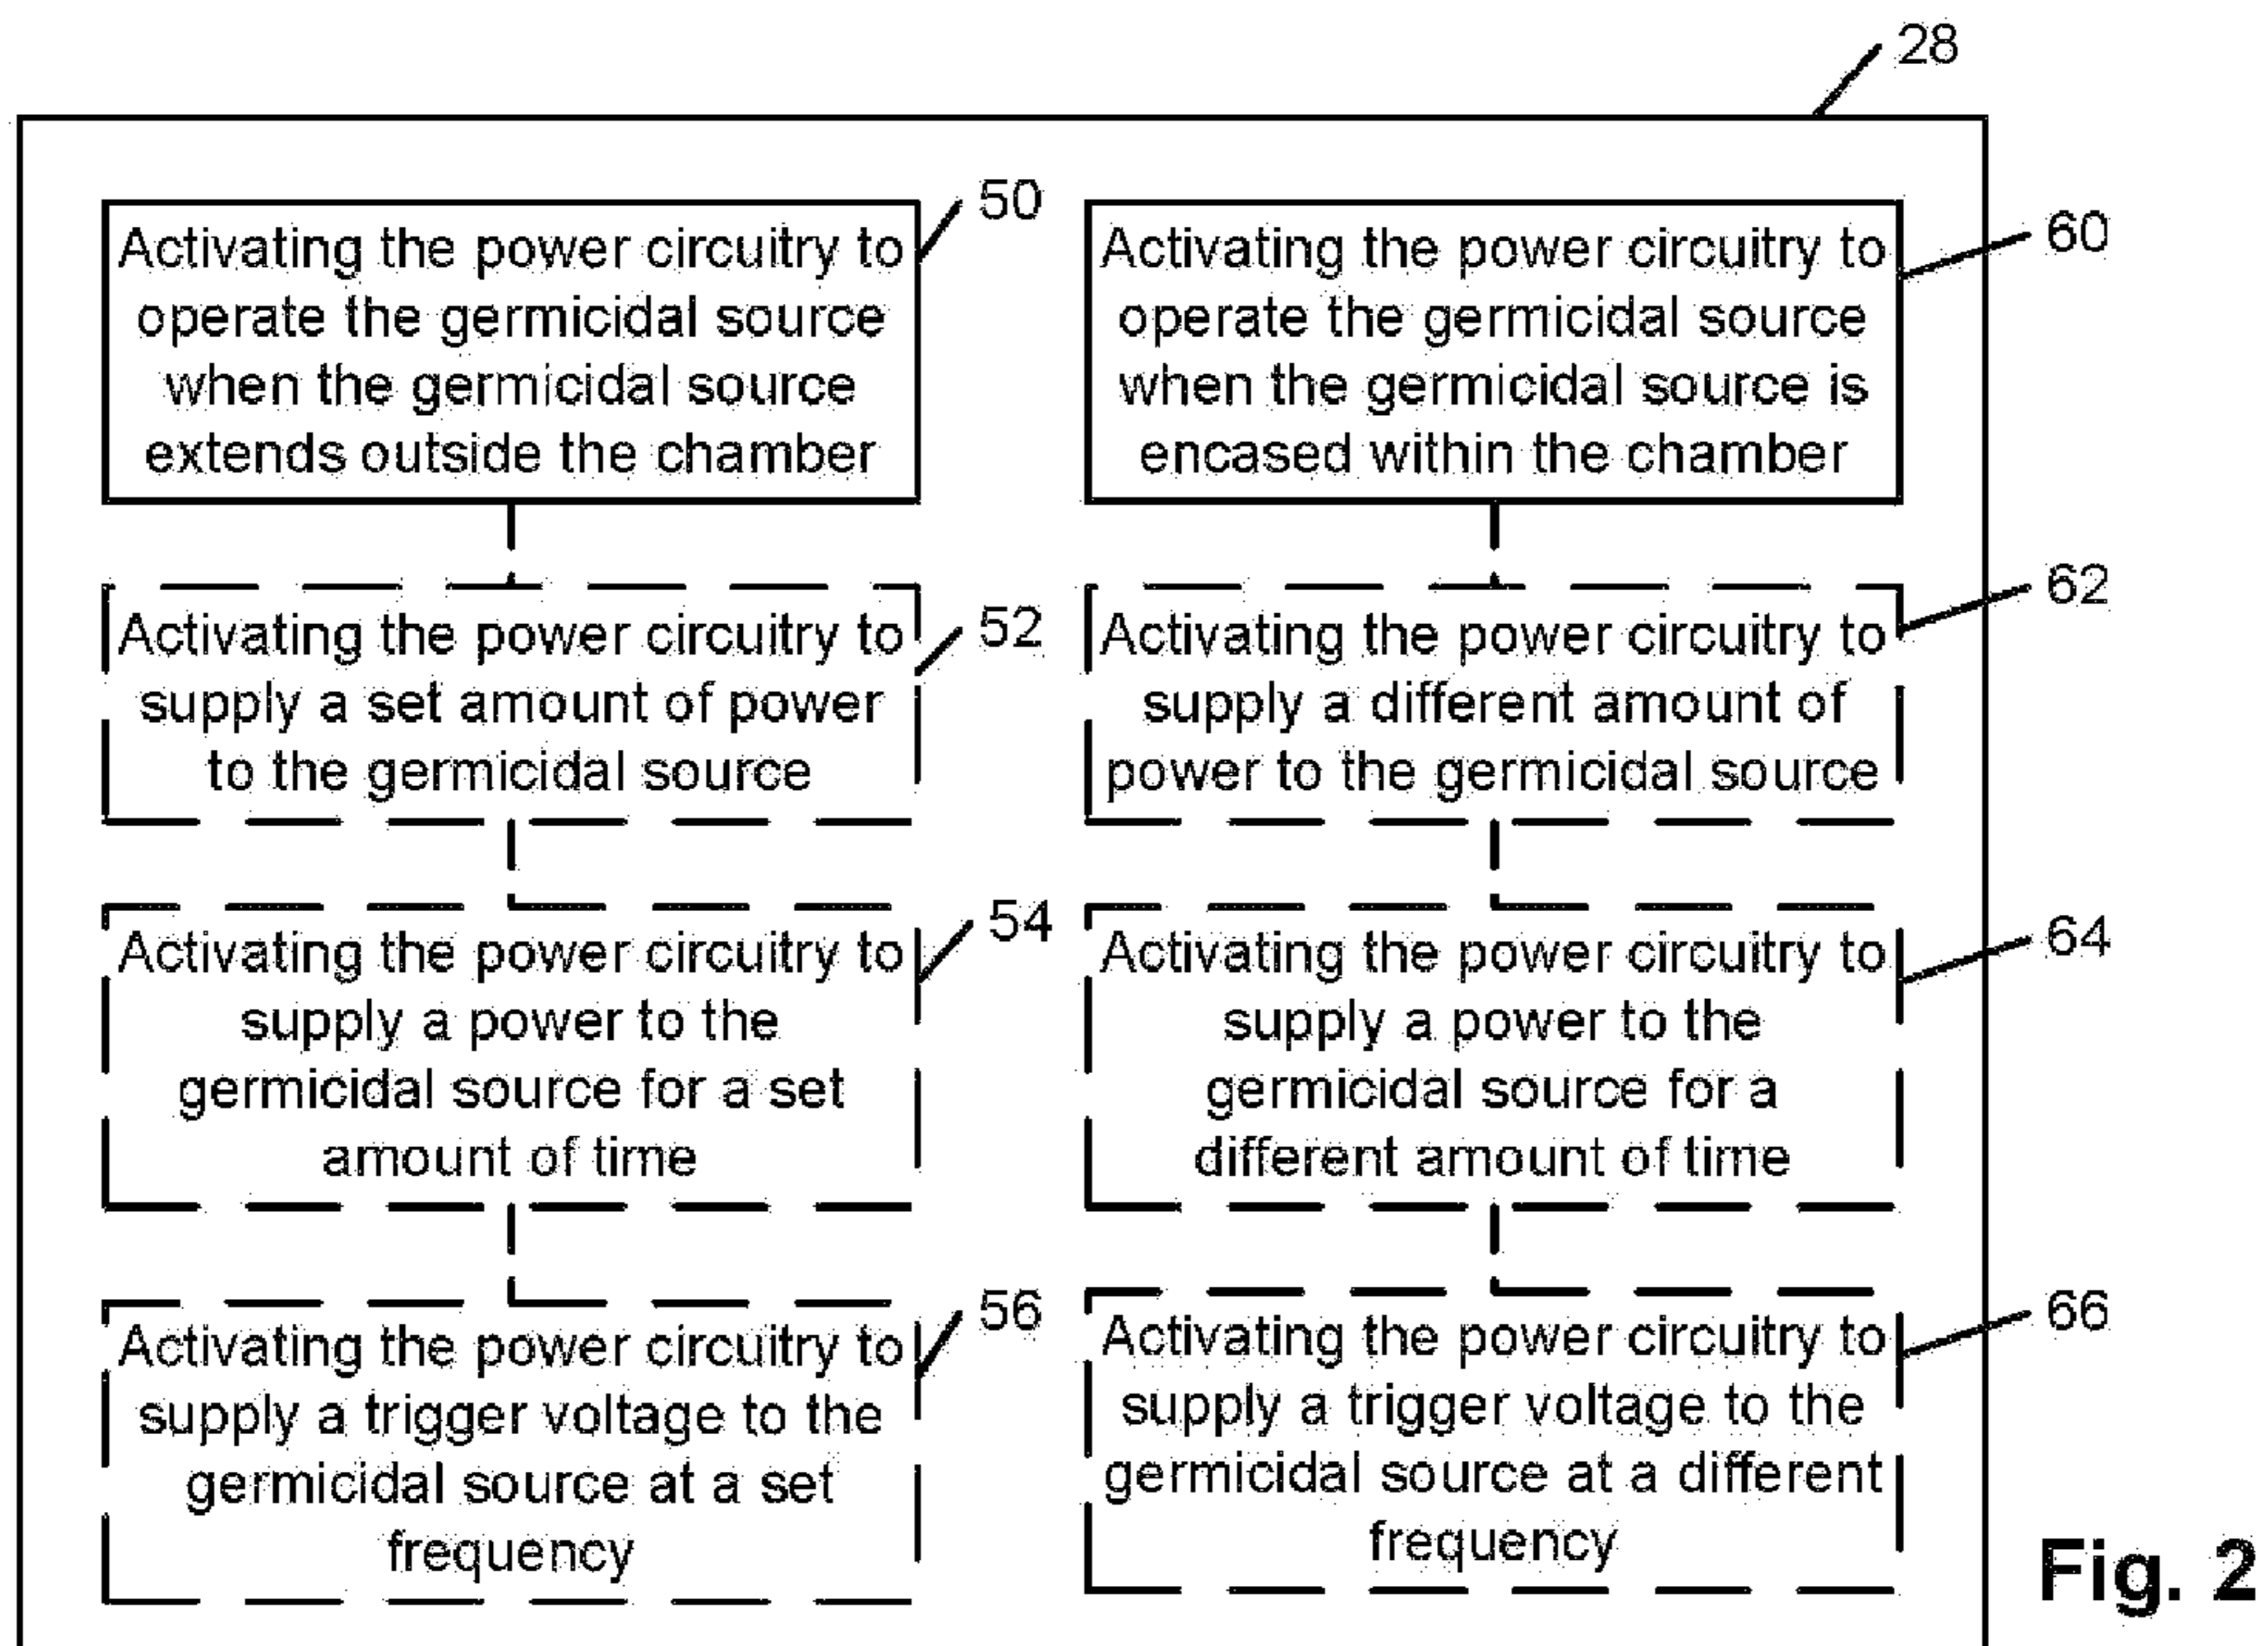 28
50
Activating the power circuitry to
operate the germicidal source
when the germicidal source
extends outside the chamber
52
Activating the power circuitry to
supply a set amount of power
to the germicidal source
54
Activating the power circuitry to
supply a power to the
germicidal source for a set
amount of time
56
Activating the power circuitry to
supply a trigger voltage to the
germicidal source at a set
frequency
60
Activating the power circuitry to
operate the germicidal source
when the germicidal source is
encased within the chamber
62
Activating the power circuitry to
supply a different amount of
power to the germicidal source
64
Activating the power circuitry to
supply a power to the
germicidal source for a
different amount of time
66
Activating the power circuitry to
supply a trigger voltage to the
germicidal source at a different
frequency
Fig. 2